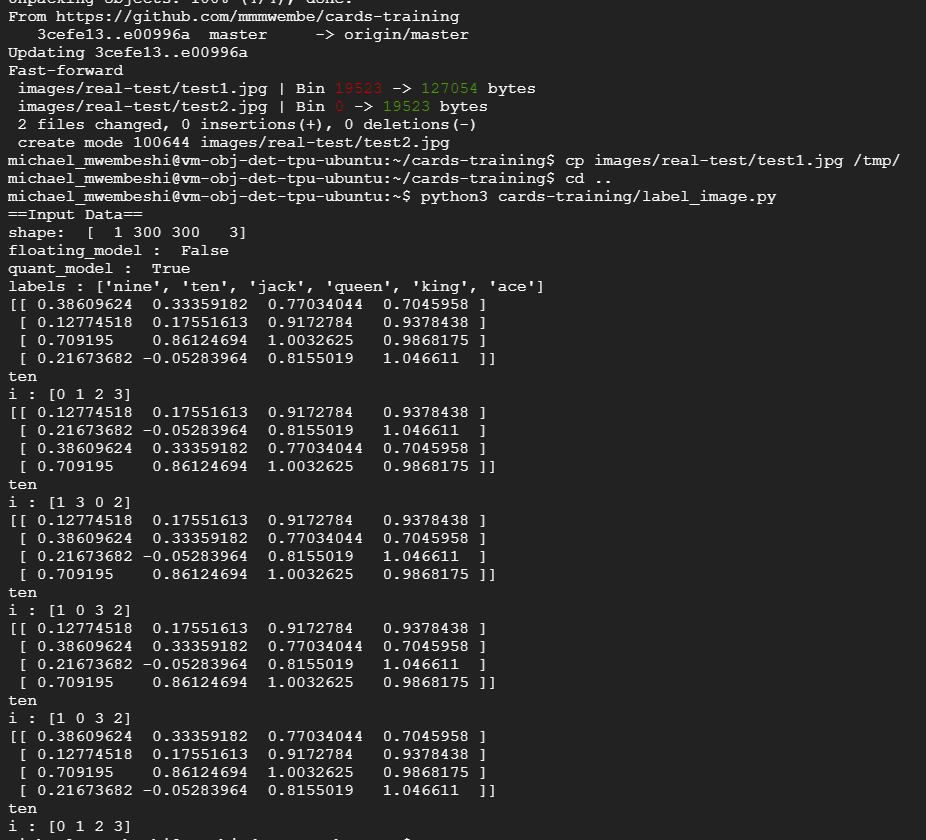 From https://github.com/mmmwembe/cards-training
   3cefe13..e00996a  master     -> origin/master
Updating 3cefe13..e00996a
Fast-forward
 images/real-test/test1.jpg | Bin 19523 -> 127054 bytes
 images/real-test/test2.jpg | Bin 0 -> 19523 bytes
 2 files changed, 0 insertions(+), 0 deletions(-)
 create mode 100644 images/real-test/test2.jpg
michael_mwembeshi@vm-obj-det-tpu-ubuntu:~/cards-training$ cp images/real-test/test1.jpg /tmp/
michael_mwembeshi@vm-obj-det-tpu-ubuntu:~/cards-training$ cd ..
michael_mwembeshi@vm-obj-det-tpu-ubuntu:~$ python3 cards-training/label_image.py
==Input Data==
shape:  [  1 300 300   3]
floating_model :  False
quant_model :  True
labels : ['nine', 'ten', 'jack', 'queen', 'king', 'ace']
[[ 0.38609624  0.33359182  0.77034044  0.7045958 ]
 [ 0.12774518  0.17551613  0.9172784   0.9378438 ]
 [ 0.709195    0.86124694  1.0032625   0.9868175 ]
 [ 0.21673682 -0.05283964  0.8155019   1.046611  ]]
ten
i : [0 1 2 3]
[[ 0.12774518  0.17551613  0.9172784   0.9378438 ]
 [ 0.21673682 -0.05283964  0.8155019   1.046611  ]
 [ 0.38609624  0.33359182  0.77034044  0.7045958 ]
 [ 0.709195    0.86124694  1.0032625   0.9868175 ]]
ten
i : [1 3 0 2]
[[ 0.12774518  0.17551613  0.9172784   0.9378438 ]
 [ 0.38609624  0.33359182  0.77034044  0.7045958 ]
 [ 0.21673682 -0.05283964  0.8155019   1.046611  ]
 [ 0.709195    0.86124694  1.0032625   0.9868175 ]]
ten
i : [1 0 3 2]
[[ 0.12774518  0.17551613  0.9172784   0.9378438 ]
 [ 0.38609624  0.33359182  0.77034044  0.7045958 ]
 [ 0.21673682 -0.05283964  0.8155019   1.046611  ]
 [ 0.709195    0.86124694  1.0032625   0.9868175 ]]
ten
i : [1 0 3 2]
[[ 0.38609624  0.33359182  0.77034044  0.7045958 ]
 [ 0.12774518  0.17551613  0.9172784   0.9378438 ]
 [ 0.709195    0.86124694  1.0032625   0.9868175 ]
 [ 0.21673682 -0.05283964  0.8155019   1.046611  ]]
ten
i : [0 1 2 3]